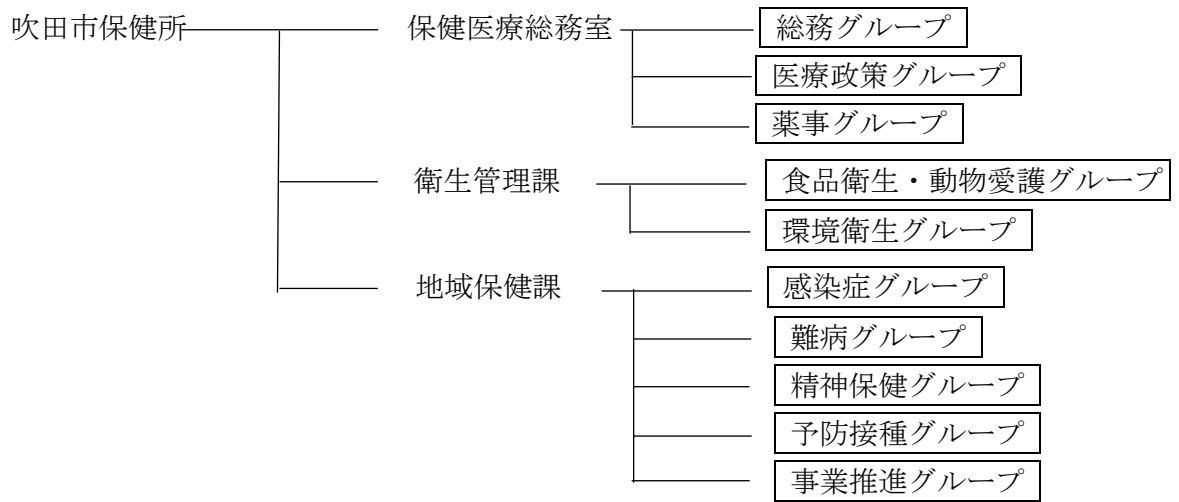 吹田市保健所 保健医療総務室 総務グループ
医療政策グループ
薬事グループ
衛生管理課 食品衛生・動物愛護グループ
環境衛生グループ
地域保健課 感染症グループ
難病グループ
精神保健グループ
予防接種グループ
事業推進グループ